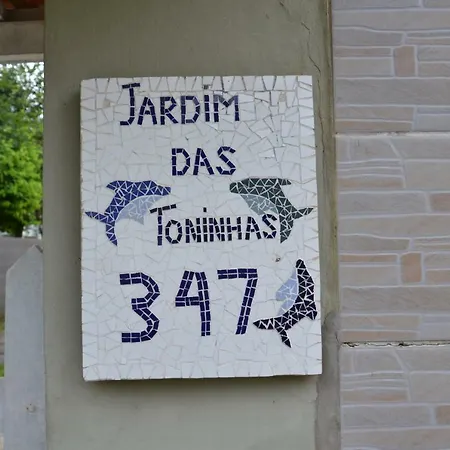 JARDIM
DAS
TONINHAS
347